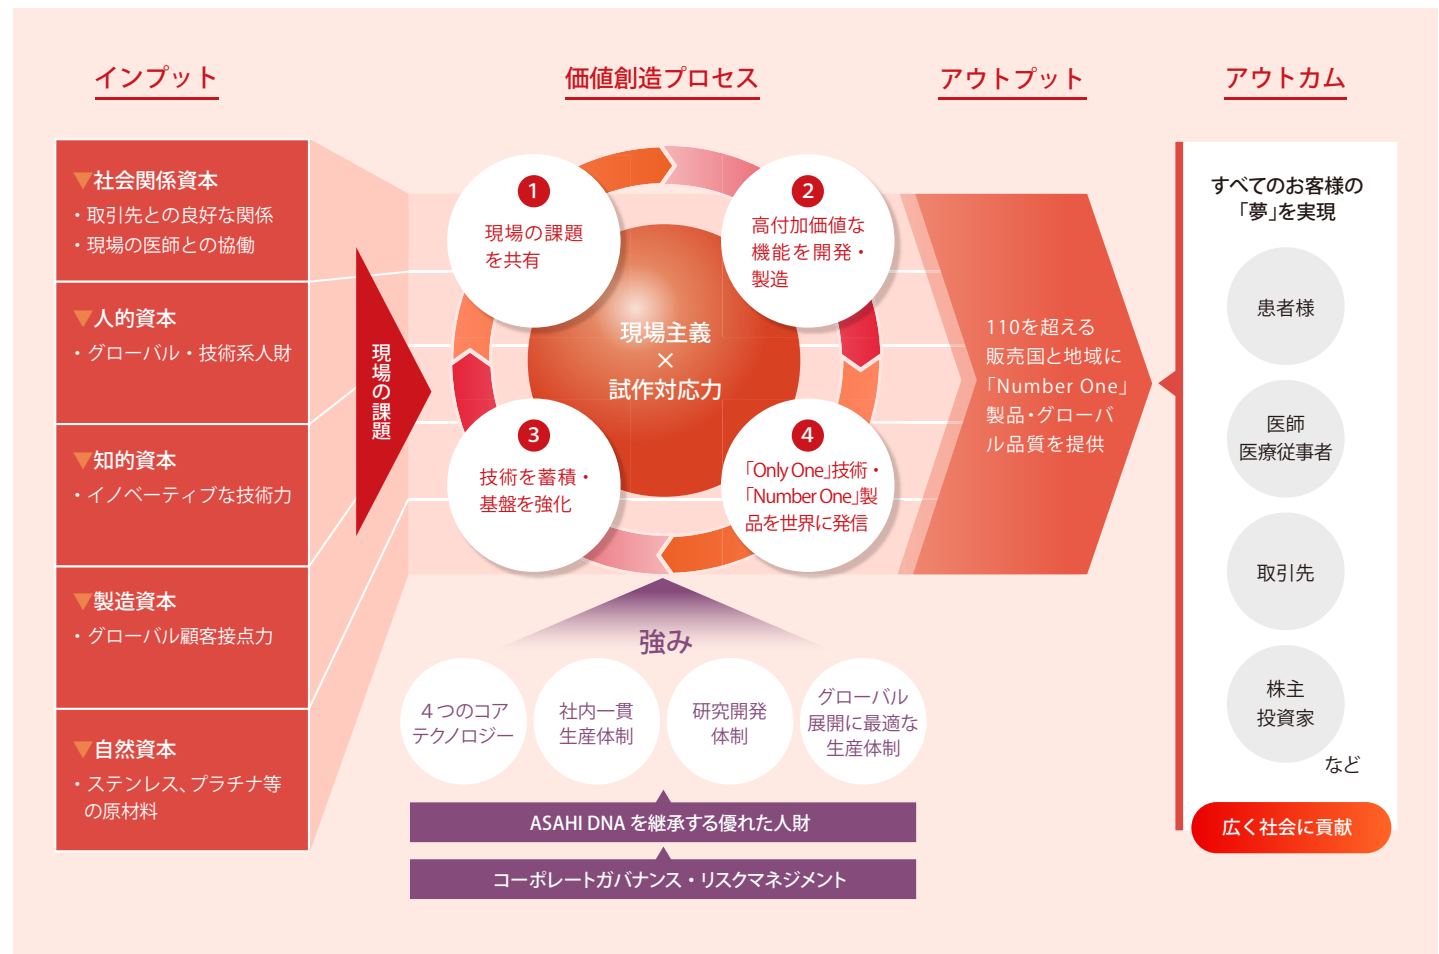 インプット
価値創造プロセス
アウトプット
アウトカム
▼社会関係資本
・取引先との良好な関係
・現場の医師との協働
▼人的資本
・グローバル・技術系人財
▼知的資本
・イノベーティブな技術力
▼製造資本
・グローバル顧客接点力
▼自然資本
・ステンレス、プラチナ等
の原材料
現場の課題
1
現場の課題
を共有
2
高付加価値な
機能を開発・
製造
現場主義
×
試作対応力
3
技術を蓄積・
基盤を強化
4
「Only One」技術・
「Number One」製
品を世界に発信
強み
４つのコア
テクノロジー
社内一貫
生産体制
研究開発
体制
グローバル
展開に最適な
生産体制
ASAHI DNA を継承する優れた人財
コーポレートガバナンス・リスクマネジメント
110を超える
販売国と地域に
「Number One」
製品・グローバ
ル品質を提供
すべてのお客様の
「夢」を実現
患者様
医師
医療従事者
取引先
株主
投資家
など
広く社会に貢献